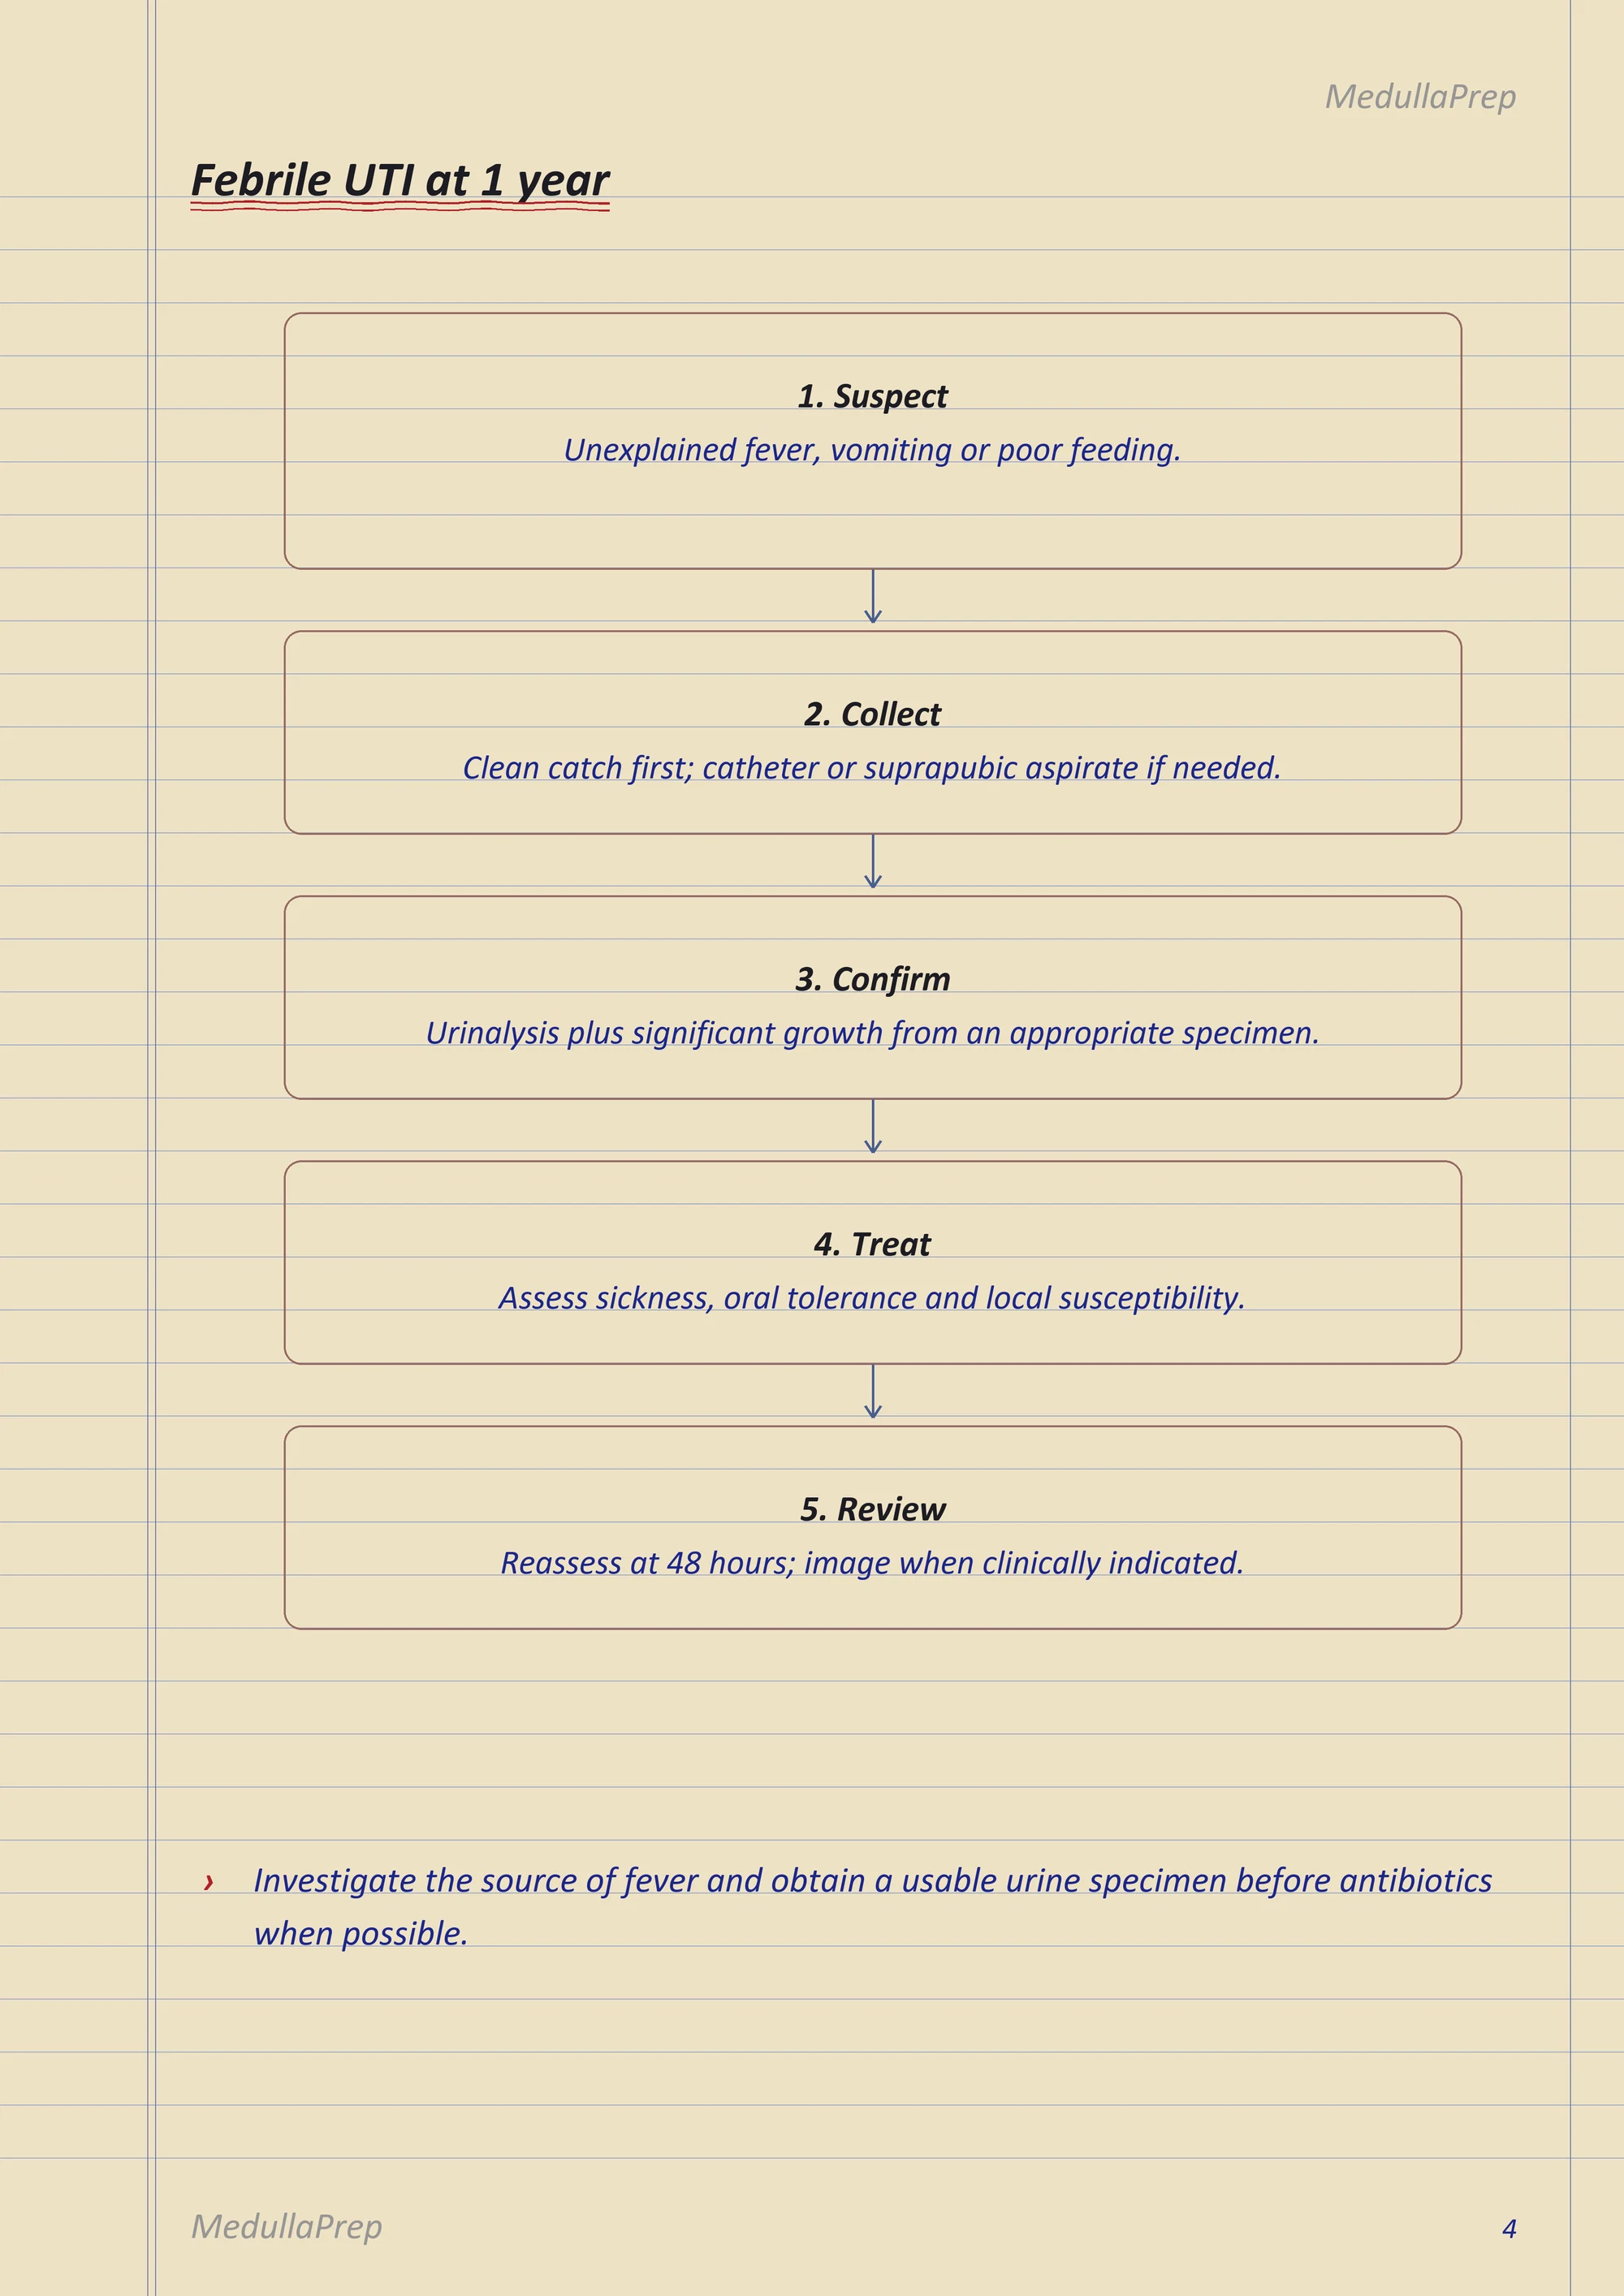 MedullaPrep
Febrile UTI at 1 year
1. Suspect
Unexplained fever, vomiting or poor feeding.
2. Collect
Clean catch first; catheter or suprapubic aspirate if needed.
3. Confirm
Urinalysis plus significant growth from an appropriate specimen.
4. Treat
Assess sickness, oral tolerance and local susceptibility.
5. Review
Reassess at 48 hours; image when clinically indicated.
› Investigate the source of fever and obtain a usable urine specimen before antibiotics
when possible.
MedullaPrep
4